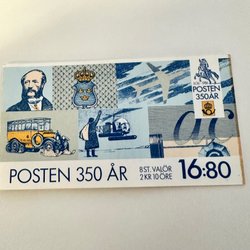 POSTEN
350 ÅR
POSTEN 350 ÅR
8 ST. VALÖR
2 KR 10 ÖRE
16:80